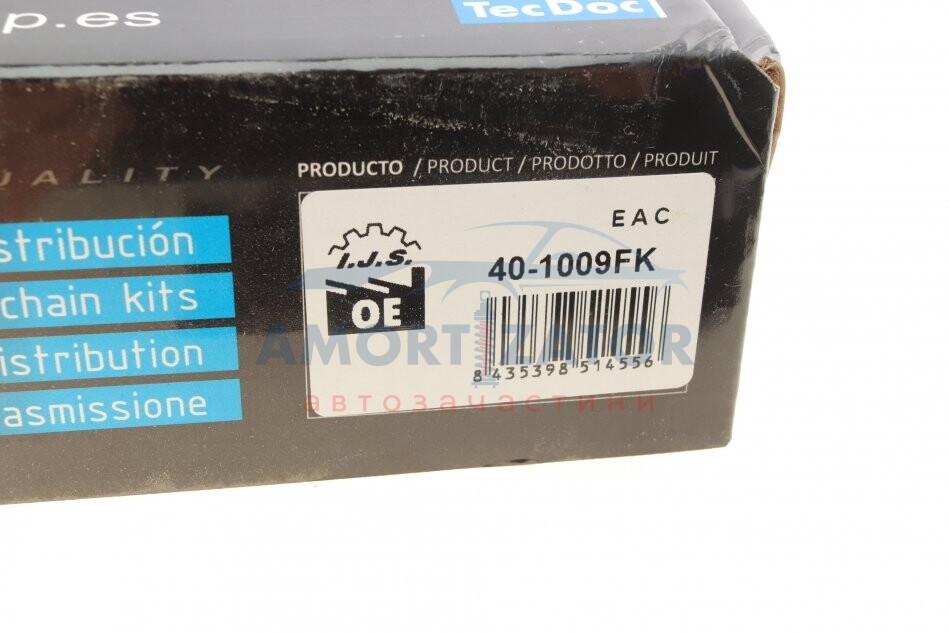 p.es
TecDoc
UALITY
PRODUCTO / PRODUCT / PRODOTTO / PRODUIT
stribución
chain kits
istribution
asmissione
EAC
I.J.S.
OE
40-1009FK
8 435398 514556
AMORTIZATOR
автозачастини